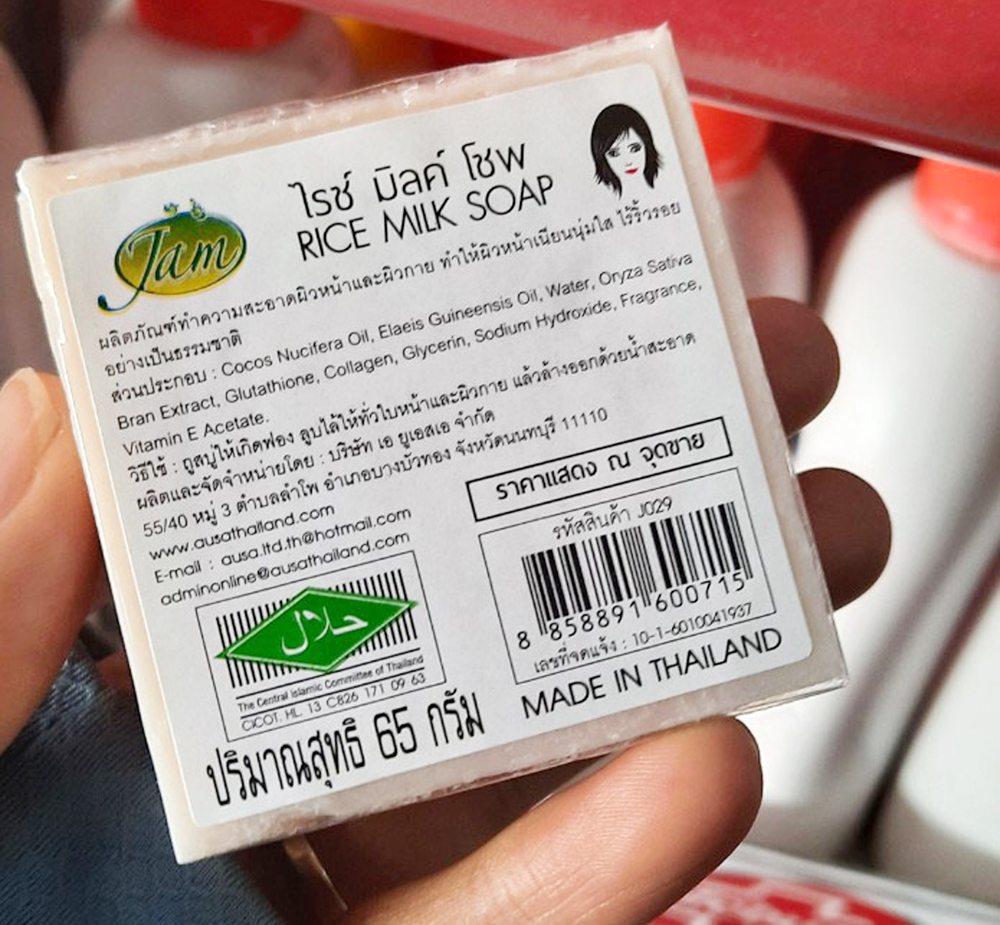 Jam
ไรซ์ มิลค์ โซพ
RICE MILK SOAP
ผลิตภัณฑ์ทำความสะอาดผิวหน้าและผิวกาย ทำให้ผิวหน้าเนียนนุ่มใส ไร้ริ้วรอย
อย่างเป็นธรรมชาติ
ส่วนประกอบ : Cocos Nucifera Oil, Elaeis Guineensis Oil, Water, Oryza Sativa
Bran Extract, Glutathione, Collagen, Glycerin, Sodium Hydroxide, Fragrance,
Vitamin E Acetate.
วิธีใช้ : ถูสบู่ให้เกิดฟอง ลูบไล้ให้ทั่วใบหน้าและผิวกาย แล้วล้างออกด้วยน้ำสะอาด
ผลิตและจัดจำหน่ายโดย : บริษัท เอ ยูเอสเอ จำกัด
55/40 หมู่ 3 ตำบลลำโพ อำเภอบางบัวทอง จังหวัดนนทบุรี 11110
www.ausathailand.com
E-mail : ausa.ltd.th@hotmail.com
adminonline@ausathailand.com
ราคาแสดง ณ จุดขาย
รหัสสินค้า J029
8 858891 600715
เลขที่จดแจ้ง : 10-1-6010041937
MADE IN THAILAND
حلال
The Central Islamic Committee of Thailand
CICOT. HL. 13 C826 171 09 63
ปริมาณสุทธิ 65 กรัม